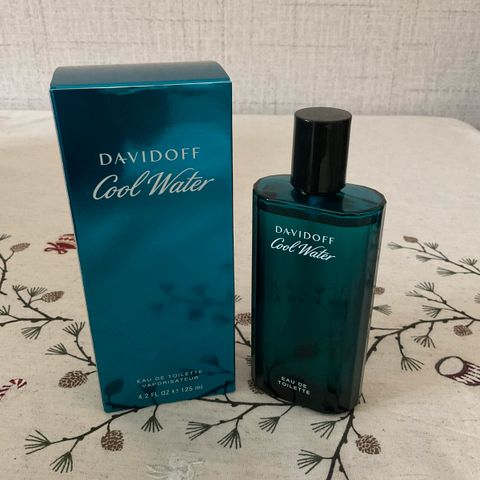 DAVIDOFF
Cool Water
EAU DE TOILETTE
VAPORISATEUR
4.2 FL OZ ℮ 125 ml
DAVIDOFF
Cool Water
EAU DE
TOILETTE